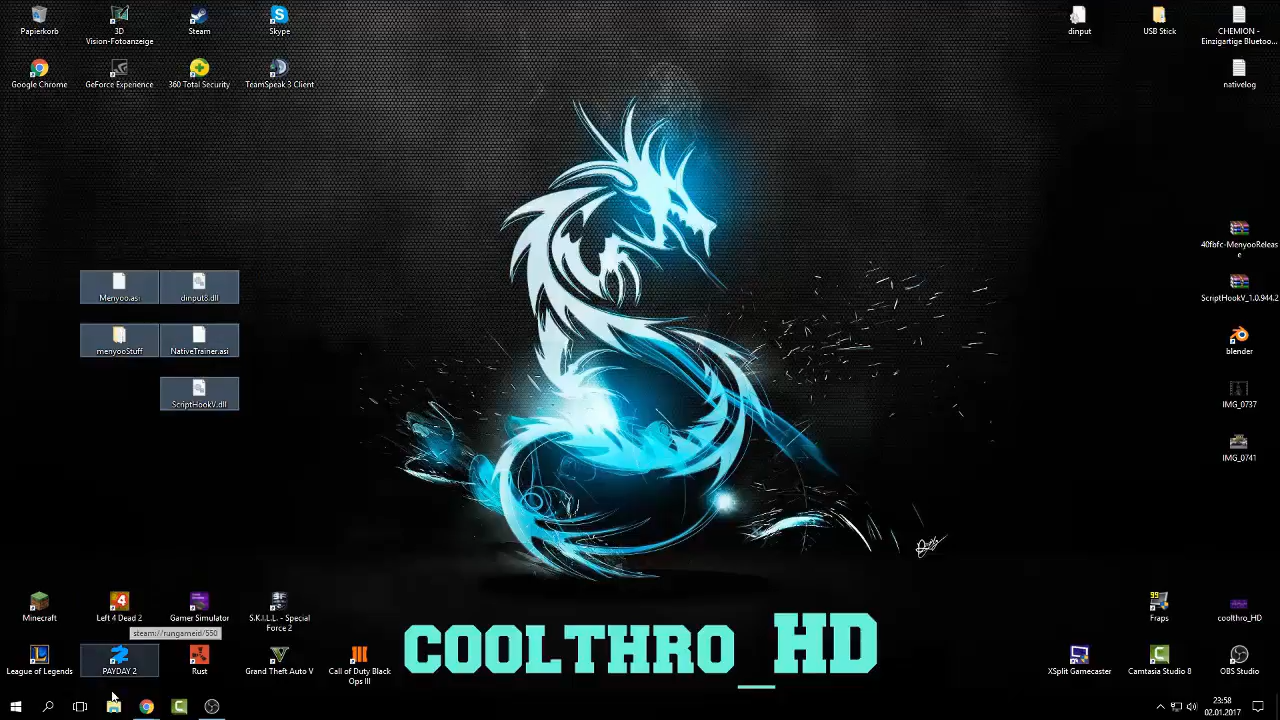 Papierkorb
3D
Vision-Fotoanzeige
Steam
Skype
dinput
USB Stick
CHEMION -
Einzigartige Bluetoo...
Google Chrome
GeForce Experience
360 Total Security
TeamSpeak 3 Client
nativelog
40fbfc-MenyooReleas
e
Menyoo.asi
dinput8.dll
ScriptHookV_1.0.944.2
menyooStuff
NativeTrainer.asi
blender
ScriptHookV.dll
IMG_0737
IMG_0741
Minecraft
Left 4 Dead 2
Gamer Simulator
S.K.I.L.L. - Special
Force 2
99
Fraps
coolthro_HD
steam://rungameid/550
COOLTHRO_HD
League of Legends
PAYDAY 2
Rust
Grand Theft Auto V
Call of Duty Black
Ops III
XSplit Gamecaster
Camtasia Studio 8
OBS Studio
23:58
02.01.2017